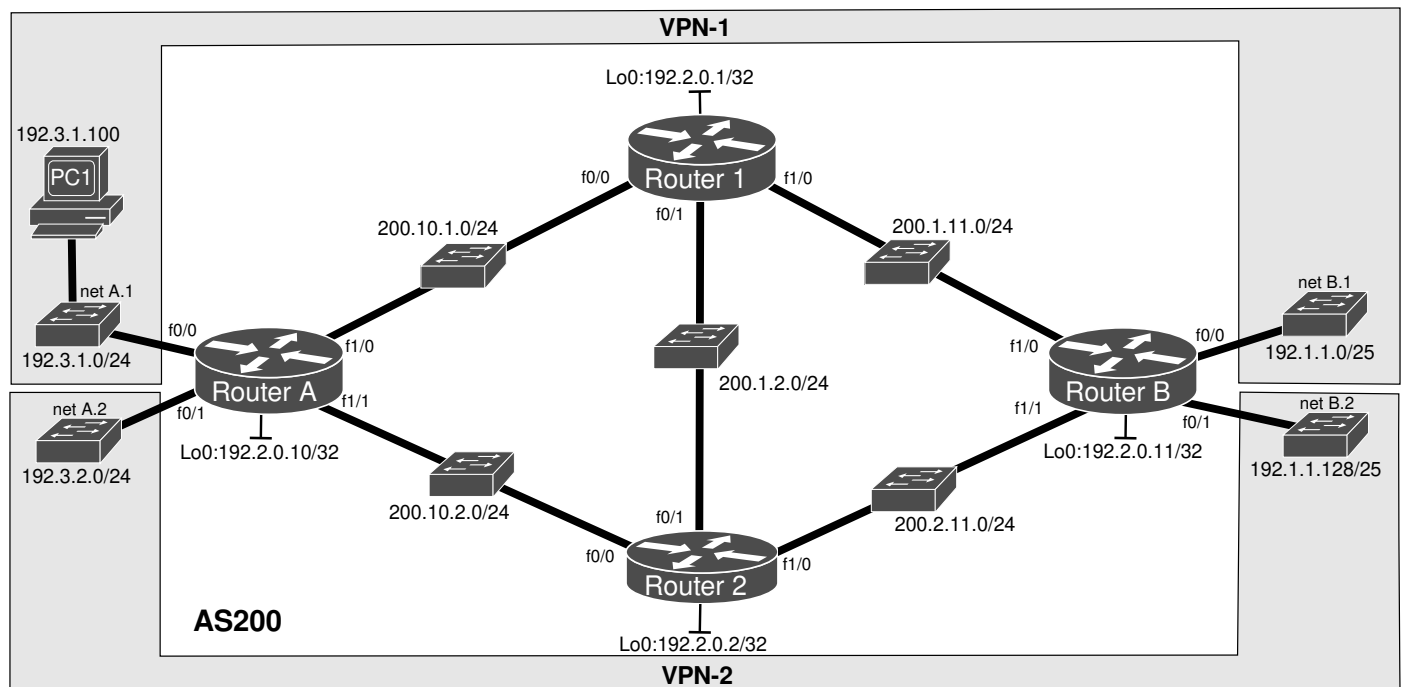 VPN-1
Lo0:192.2.0.1/32
192.3.1.100
PC1
Router 1
f0/0
f1/0
f0/1
200.10.1.0/24
200.1.11.0/24
net A.1
f0/0
192.3.1.0/24
f1/0
Router A
net A.2
f0/1
f1/1
192.3.2.0/24
Lo0:192.2.0.10/32
200.1.2.0/24
net B.1
f0/0
192.1.1.0/25
f1/0
Router B
f1/1
net B.2
f0/1
Lo0:192.2.0.11/32
192.1.1.128/25
200.10.2.0/24
200.2.11.0/24
f0/1
f0/0
f1/0
Router 2
AS200
Lo0:192.2.0.2/32
VPN-2